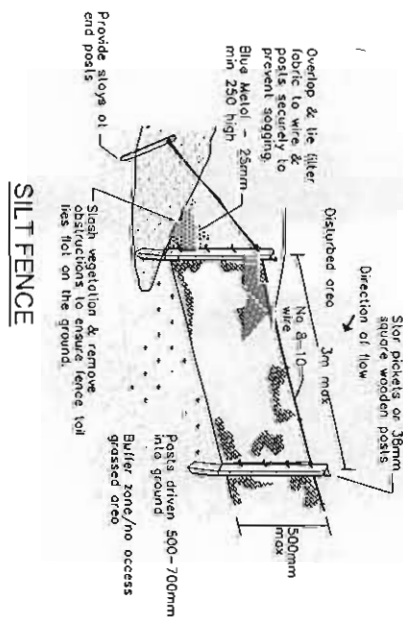 Star pickets or 38mm
square wooden posts
Direction of flow
3m max
Disturbed area
No 8-10
wire
500mm
max
Overlap & tie filter
fabric to wire &
posts securely to
prevent sagging.
Blue Metal - 25mm
min 250 high
Provide stays at
end posts
Slash vegetation & remove
obstructions to ensure fence tail
lies flat on the ground.
Posts driven 500-700mm
into ground
Buffer zone/no access
grassed area
SILT FENCE